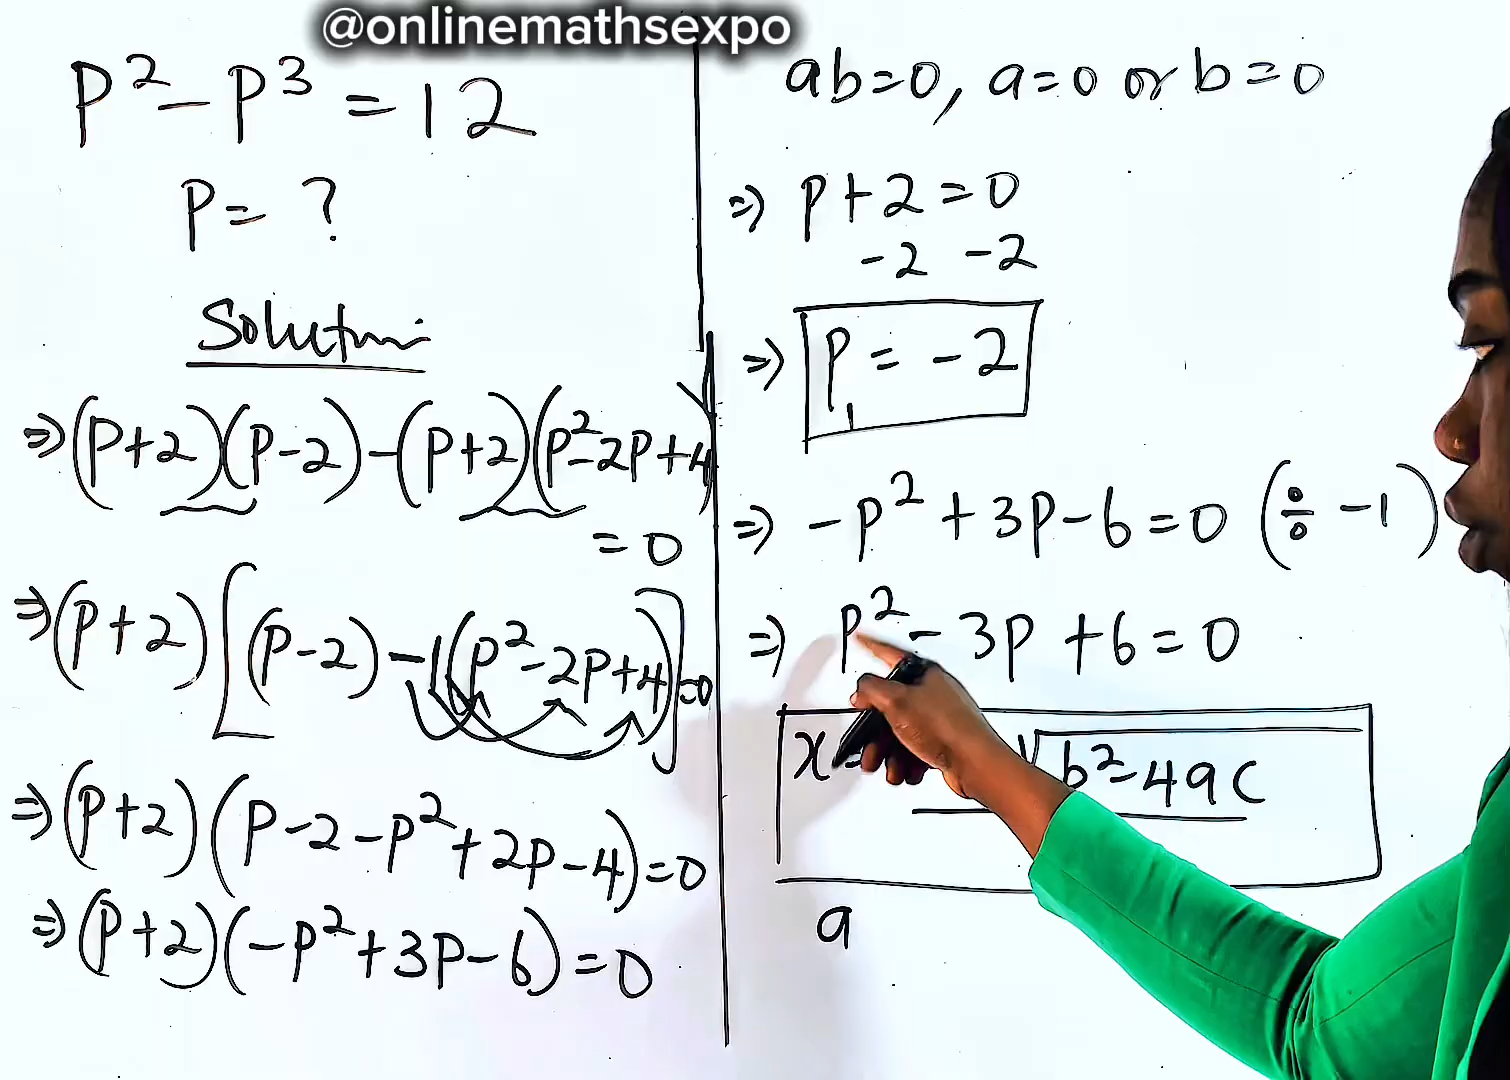 @onlinemathsexpo
P² - P³ = 12
P = ?
Solution
⇒ (P+2)(P-2) - (P+2)(P²-2P+4)
= 0
⇒ (P+2)[(P-2) -1(P²-2P+4)] = 0
⇒ (P+2)(P-2-P²+2P-4) = 0
⇒ (P+2)(-P²+3P-6) = 0
ab=0, a=0 or b=0
⇒ P+2=0
-2 -2
⇒ P₁ = -2
⇒ -P²+3P-6=0 (÷ -1)
⇒ P²-3P+6=0
x = √b²-4ac
a